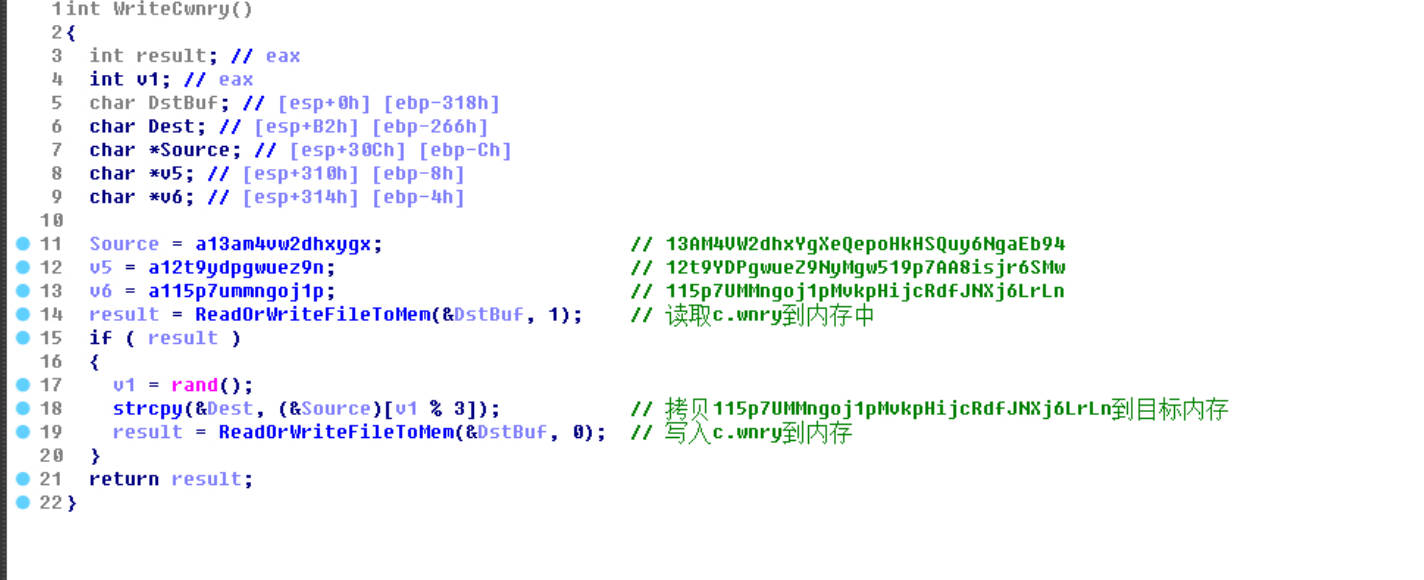 1 int WriteCwnry()
2 {
3 int result; // eax
4 int v1; // eax
5 char DstBuf; // [esp+0h] [ebp-318h]
6 char Dest; // [esp+B2h] [ebp-266h]
7 char *Source; // [esp+30Ch] [ebp-Ch]
8 char *v5; // [esp+310h] [ebp-8h]
9 char *v6; // [esp+314h] [ebp-4h]
10
11 Source = a13am4vw2dhxygx; // 13AM4VW2dhxYgXeQepoHkHSQuy6NgaEb94
12 v5 = a12t9ydpgwuez9n; // 12t9YDPgwueZ9NyMgw519p7AA8isjr6SMw
13 v6 = a115p7ummngoj1p; // 115p7UMMngoj1pMvkpHijcRdfJNXj6LrLn
14 result = ReadOrWriteFileToMem(&DstBuf, 1); // 读取c.wnry到内存中
15 if ( result )
16 {
17 v1 = rand();
18 strcpy(&Dest, (&Source)[v1 % 3]); // 拷贝115p7UMMngoj1pMvkpHijcRdfJNXj6LrLn到目标内存
19 result = ReadOrWriteFileToMem(&DstBuf, 0); // 写入c.wnry到内存
20 }
21 return result;
22 }